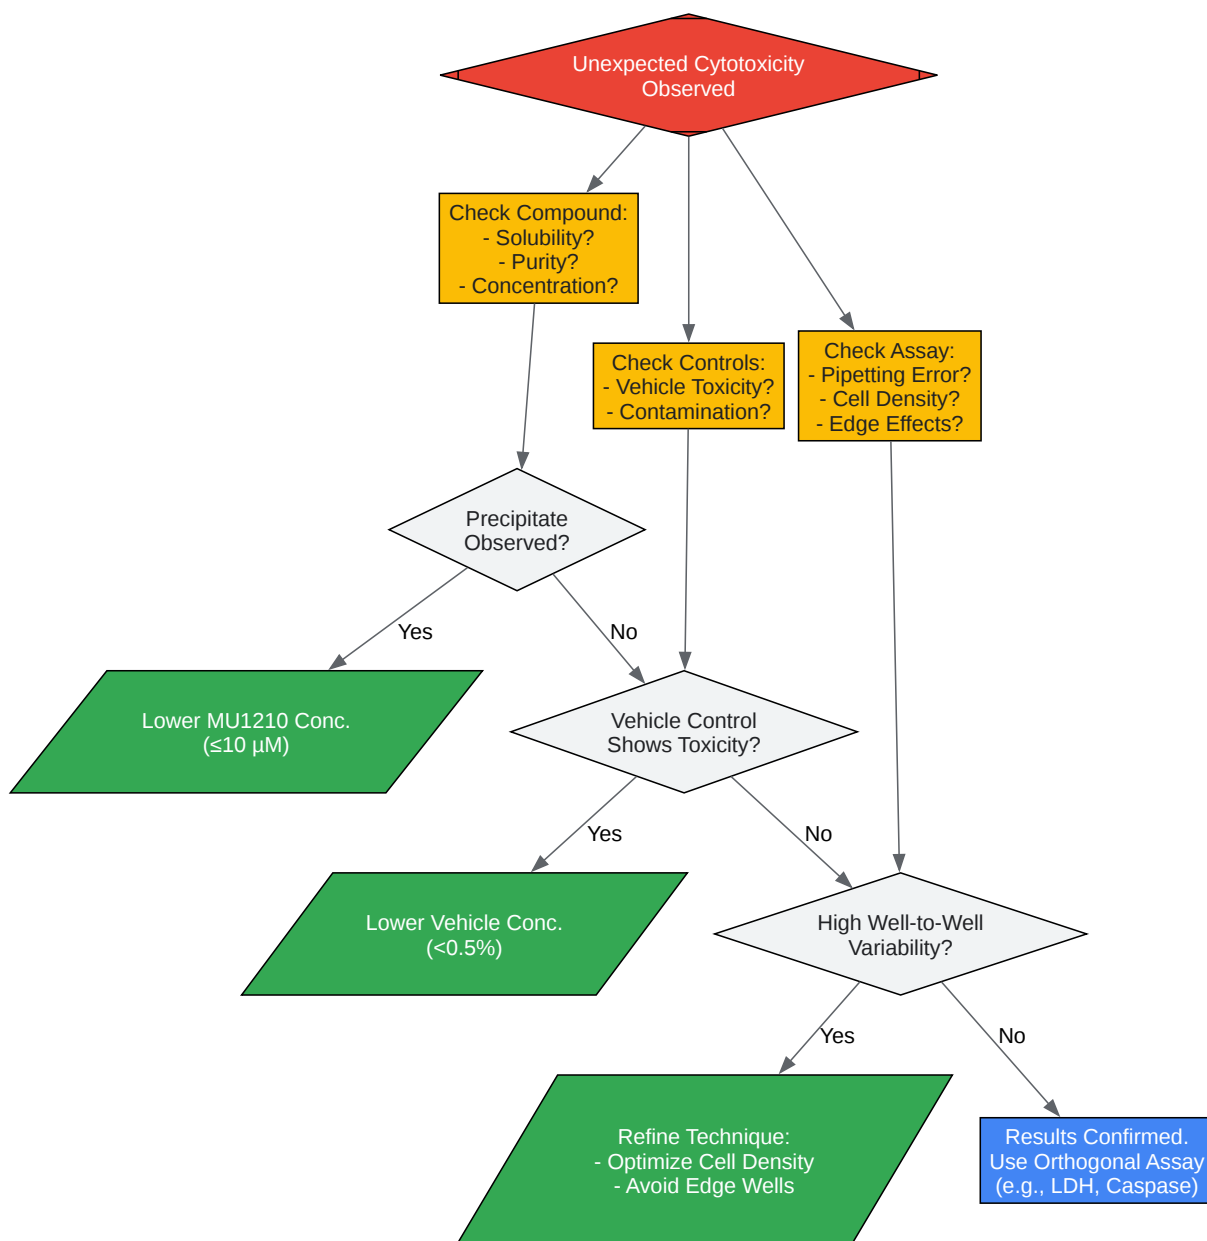 Unexpected Cytotoxicity
Observed
Check Compound:
- Solubility?
- Purity?
- Concentration?
Check Controls:
- Vehicle Toxicity?
- Contamination?
Check Assay:
- Pipetting Error?
- Cell Density?
- Edge Effects?
Precipitate
Observed?
Yes
No
Lower MU1210 Conc.
(≤10 µM)
Vehicle Control
Shows Toxicity?
Yes
No
Lower Vehicle Conc.
(<0.5%)
High Well-to-Well
Variability?
Yes
No
Refine Technique:
- Optimize Cell Density
- Avoid Edge Wells
Results Confirmed.
Use Orthogonal Assay
(e.g., LDH, Caspase)